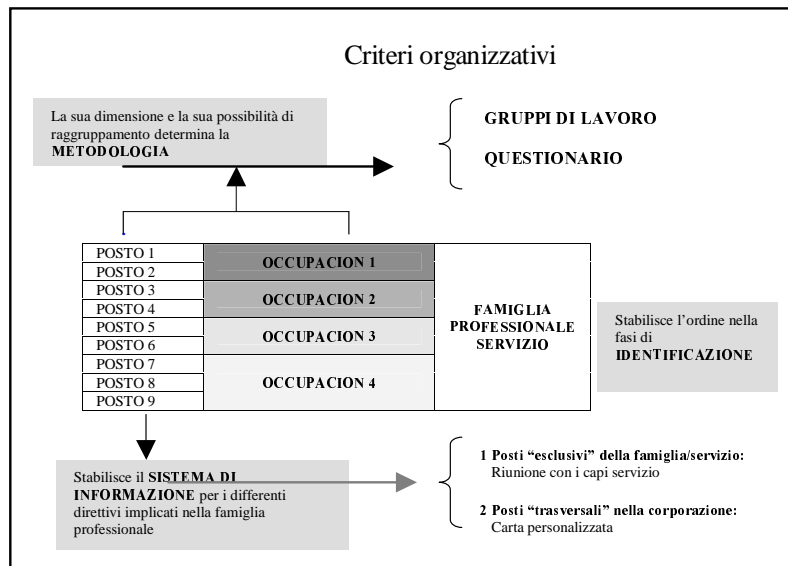 Criteri organizzativi
La sua dimensione e la sua possibilità di
raggruppamento determina la
METODOLOGIA
GRUPPI DI LAVORO
QUESTIONARIO
POSTO 1
POSTO 2
POSTO 3
POSTO 4
POSTO 5
POSTO 6
POSTO 7
POSTO 8
POSTO 9
OCCUPACION 1
OCCUPACION 2
OCCUPACION 3
OCCUPACION 4
FAMIGLIA
PROFESSIONALE
SERVIZIO
Stabilisce l’ordine nella
fasi di
IDENTIFICAZIONE
Stabilisce il SISTEMA DI
INFORMAZIONE per i differenti
direttivi implicati nella famiglia
professionale
1 Posti “esclusivi” della famiglia/servizio:
Riunione con i capi servizio
2 Posti “trasversali” nella corporazione:
Carta personalizzata